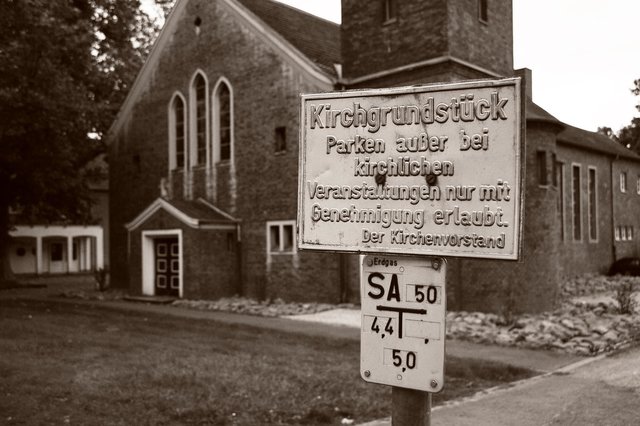 Kirchgrundstück
Parken außer bei
kirchlichen
Veranstaltungen nur mit
Genehmigung erlaubt.
Der Kirchenvorstand
Erdgas
SA 50
4,4
5,0